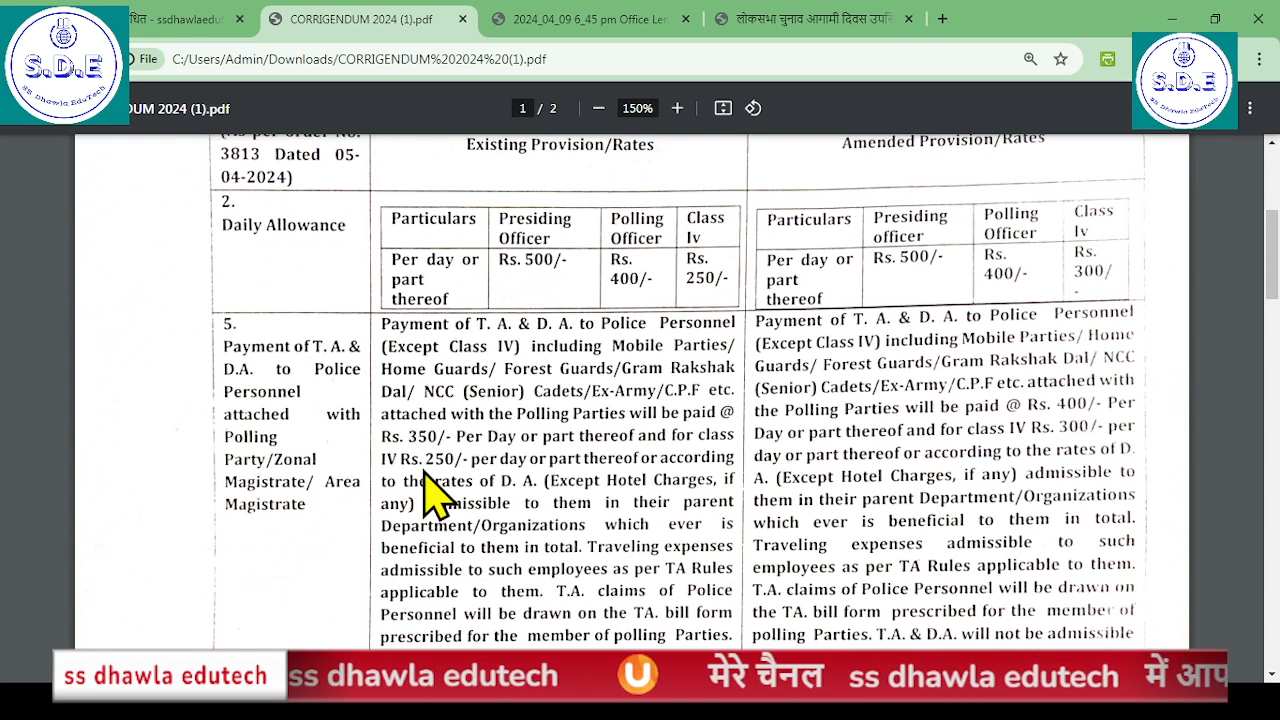 धित - ssdhawlaedut
CORRIGENDUM 2024 (1).pdf
2024_04_09 6_45 pm Office Len
लोकसभा चुनाव आगामी दिवस उपस्
S.D.E
SS Dhawla EduTech
File
C:/Users/Admin/Downloads/CORRIGENDUM%202024%20(1).pdf
S.D.E
SS Dhawla EduTech
DUM 2024 (1).pdf
1 / 2
150%
(As per order No.
3813 Dated 05-
04-2024)
Existing Provision/Rates
Amended Provision/Rates
2.
Daily Allowance
Particulars
Presiding
Officer
Polling
Officer
Class
Iv
Per day or
part
thereof
Rs. 500/-
Rs.
400/-
Rs.
250/-
Particulars
Presiding
officer
Polling
Officer
Class
Iv
Per day or
part
thereof
Rs. 500/-
Rs.
400/-
Rs.
300/
-
5.
Payment of T. A. &
D.A. to Police
Personnel
attached with
Polling
Party/Zonal
Magistrate/ Area
Magistrate
Payment of T. A. & D. A. to Police Personnel
(Except Class IV) including Mobile Parties/
Home Guards/ Forest Guards/Gram Rakshak
Dal/ NCC (Senior) Cadets/Ex-Army/C.P.F etc.
attached with the Polling Parties will be paid @
Rs. 350/- Per Day or part thereof and for class
IV Rs. 250/- per day or part thereof or according
to the rates of D. A. (Except Hotel Charges, if
any) admissible to them in their parent
Department/Organizations which ever is
beneficial to them in total. Traveling expenses
admissible to such employees as per TA Rules
applicable to them. T.A. claims of Police
Personnel will be drawn on the TA. bill form
prescribed for the member of polling Parties.
Payment of T. A. & D. A. to Police Personnel
(Except Class IV) including Mobile Parties/ Home
Guards/ Forest Guards/Gram Rakshak Dal/ NCC
(Senior) Cadets/Ex-Army/C.P.F etc. attached with
the Polling Parties will be paid @ Rs. 400/- Per
Day or part thereof and for class IV Rs. 300/- per
day or part thereof or according to the rates of D.
A. (Except Hotel Charges, if any) admissible to
them in their parent Department/Organizations
which ever is beneficial to them in total.
Traveling expenses admissible to such
employees as per TA Rules applicable to them.
T.A. claims of Police Personnel will be drawn on
the TA. bill form prescribed for the member of
polling Parties. T.A. & D.A. will not be admissible
ss dhawla edutech
ss dhawla edutech
मेरे चैनल ss dhawla edutech में आप